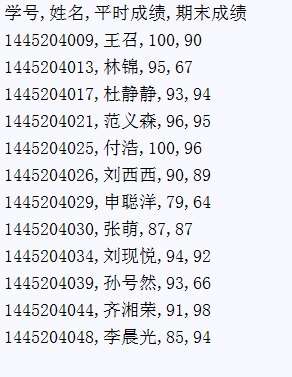 学号,姓名,平时成绩,期末成绩
1445204009,王召,100,90
1445204013,林锦,95,67
1445204017,杜静静,93,94
1445204021,范义森,96,95
1445204025,付浩,100,96
1445204026,刘西西,90,89
1445204029,申聪洋,79,64
1445204030,张萌,87,87
1445204034,刘现悦,94,92
1445204039,孙号然,93,66
1445204044,齐湘荣,91,98
1445204048,李晨光,85,94